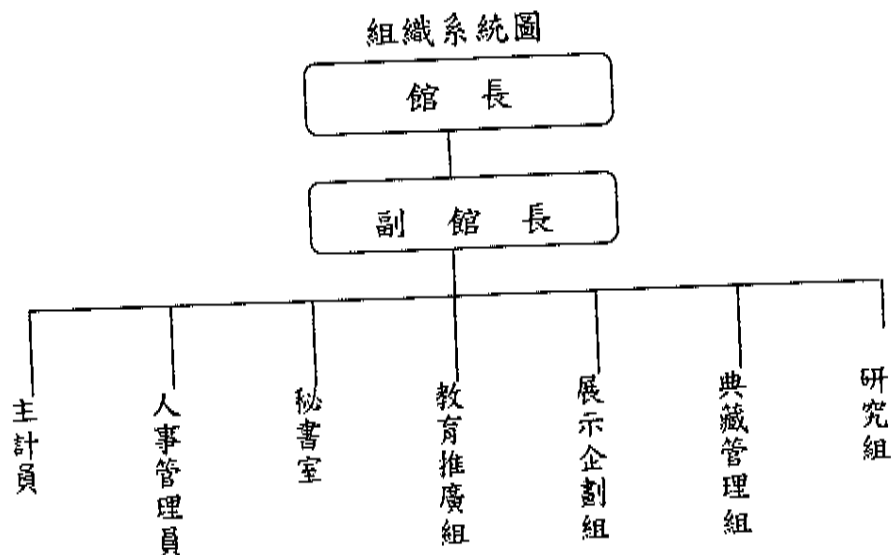 組織系統圖
館長
副館長
主計員
人事管理員
秘書室
教育推廣組
展示企劃組
典藏管理組
研究組